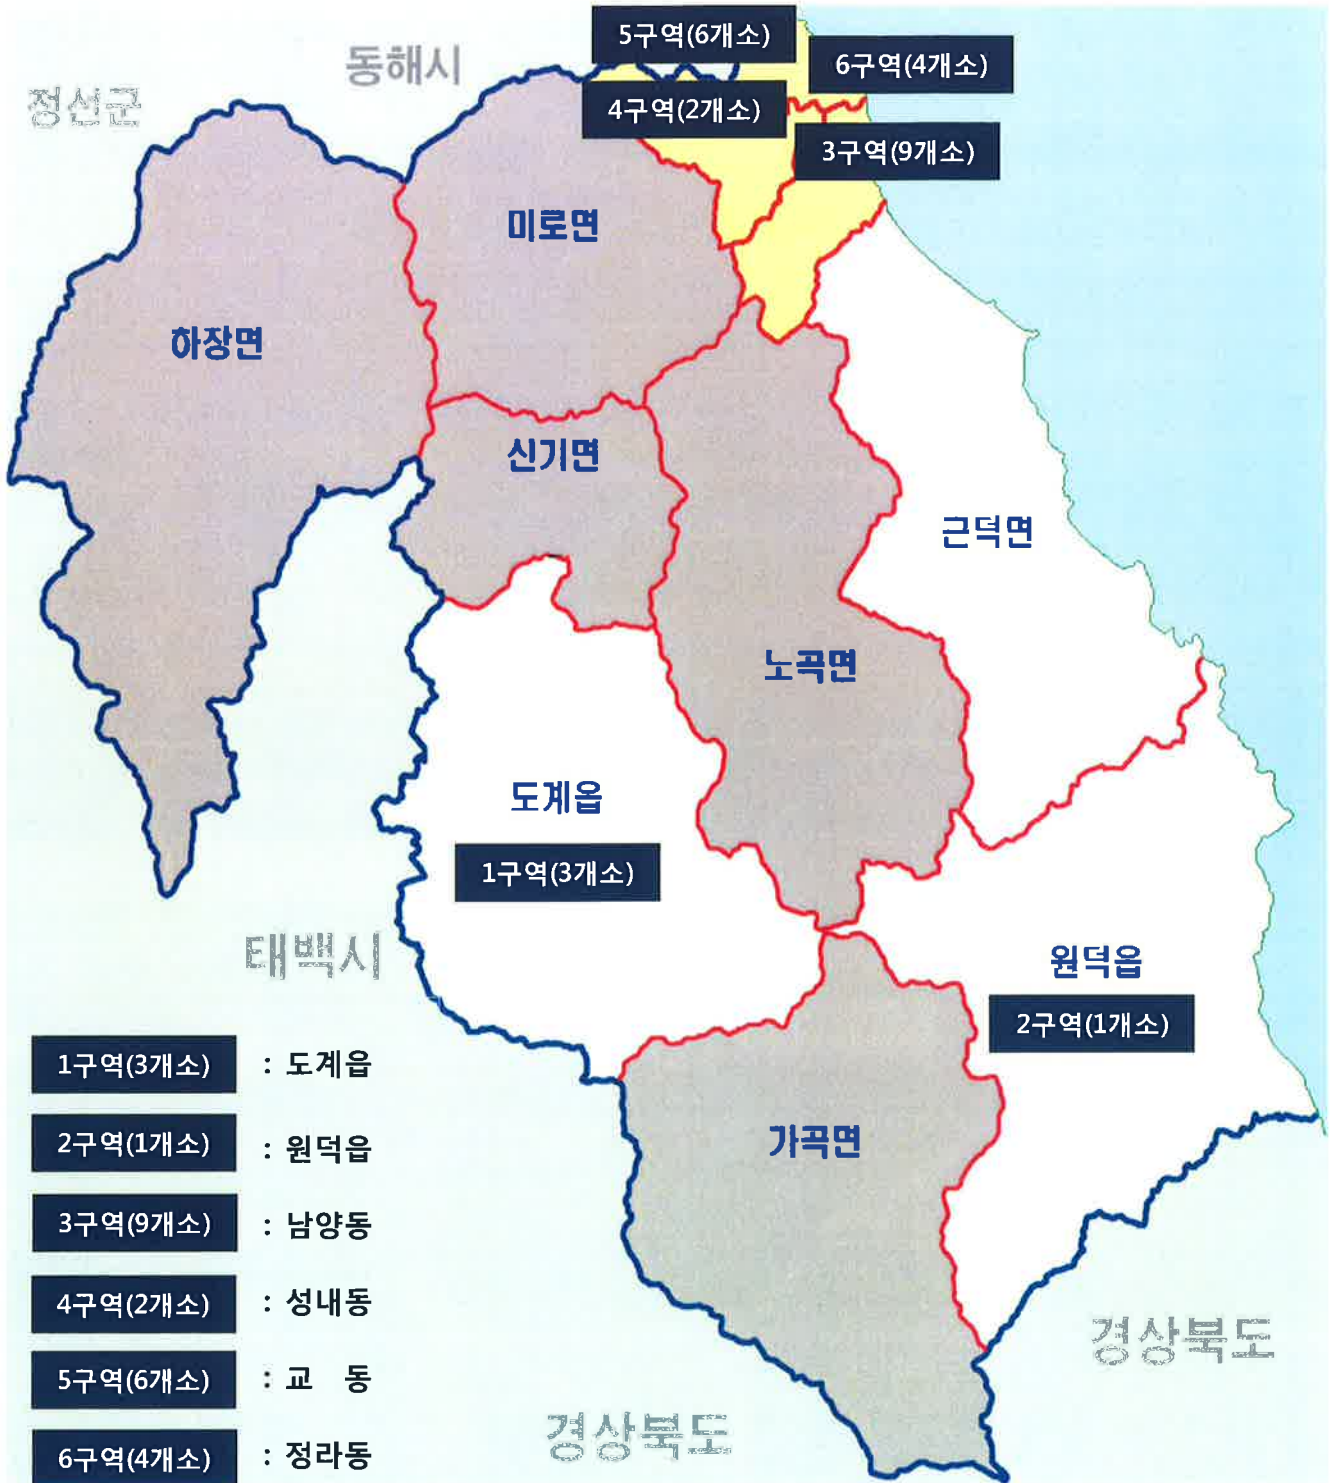 5구역(6개소)
동해시
6구역(4개소)
정선군
4구역(2개소)
3구역(9개소)
미로면
하장면
신기면
근덕면
노곡면
도계읍
1구역(3개소)
태백시
원덕읍
2구역(1개소)
1구역(3개소) : 도계읍
2구역(1개소) : 원덕읍
가곡면
3구역(9개소) : 남양동
4구역(2개소) : 성내동
경상북도
5구역(6개소) : 교 동
경상북도
6구역(4개소) : 정라동